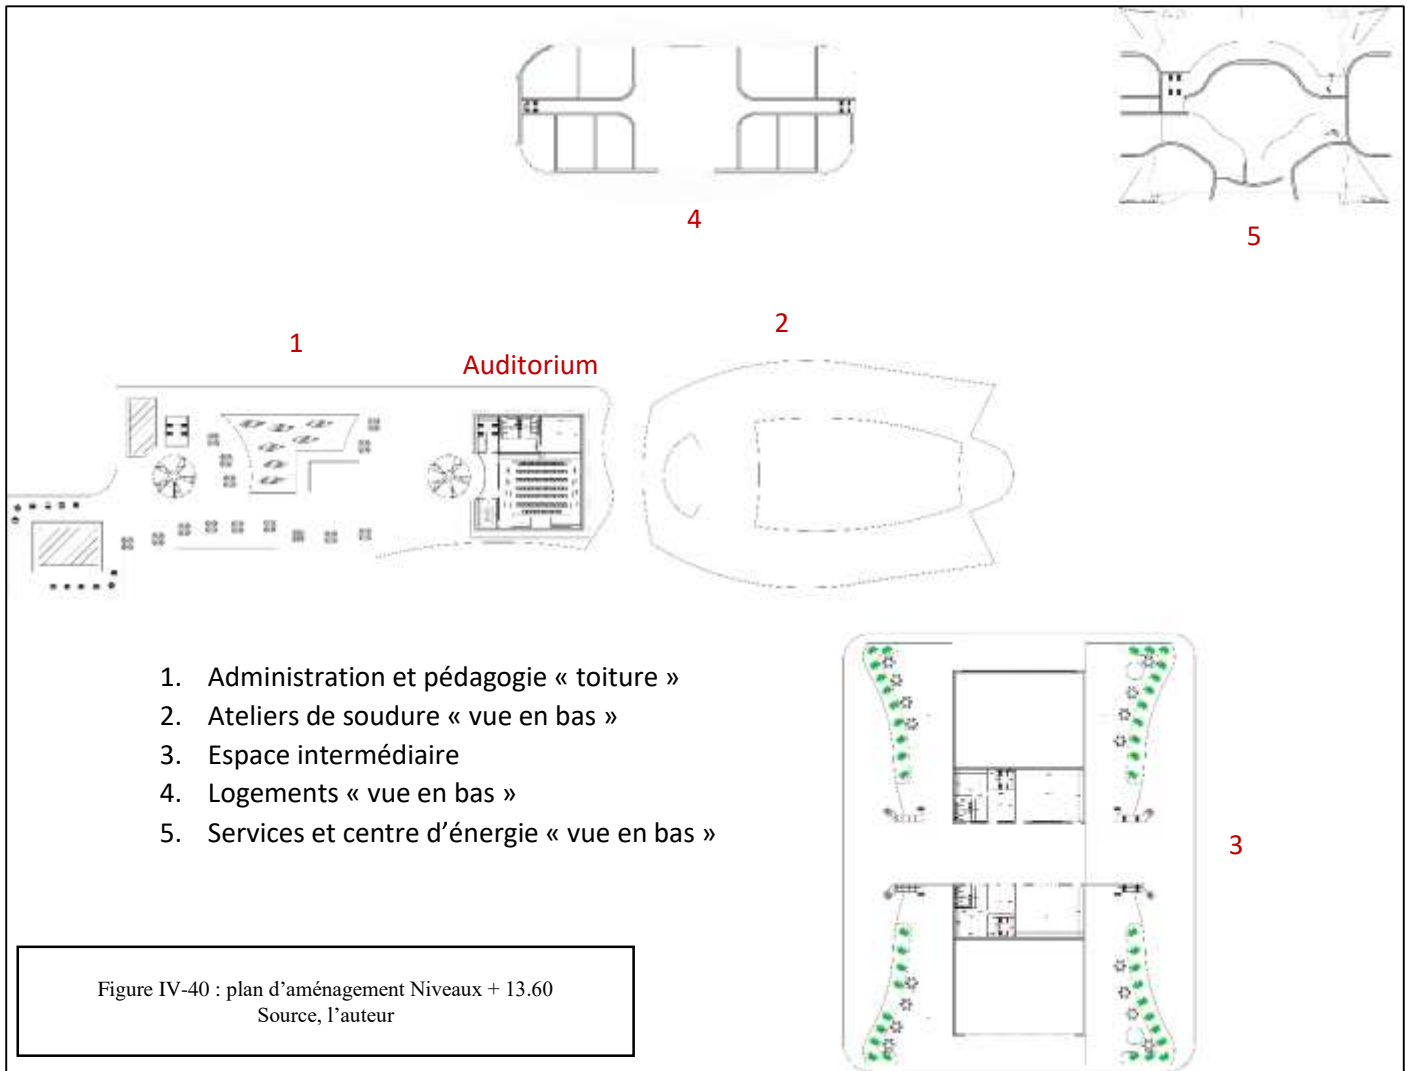 4
5
2
1
Auditorium
1. Administration et pédagogie « toiture »
2. Ateliers de soudure « vue en bas »
3. Espace intermédiaire
4. Logements « vue en bas »
5. Services et centre d’énergie « vue en bas »
3
Figure IV-40 : plan d’aménagement Niveaux + 13.60
Source, l’auteur